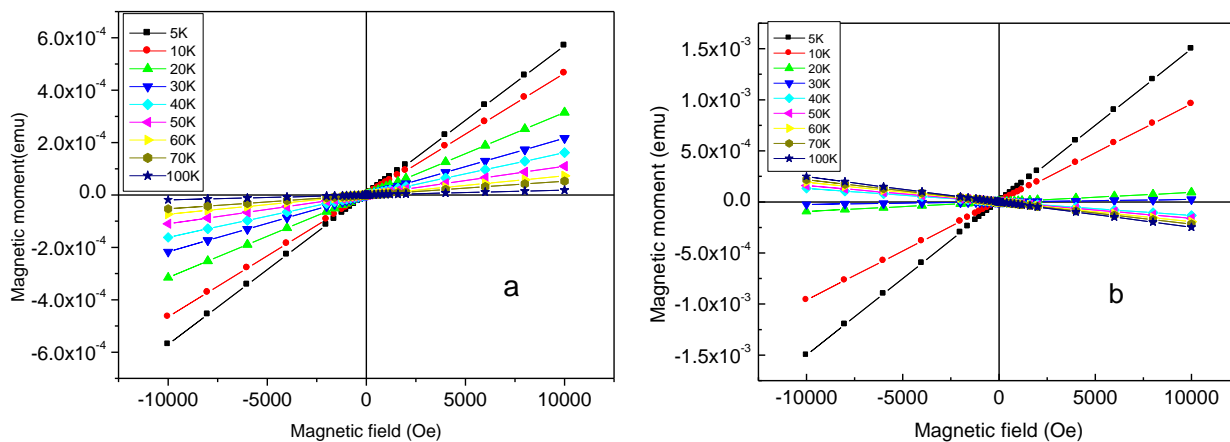 6.0x10-4
4.0x10-4
2.0x10-4
0.0
-2.0x10-4
-4.0x10-4
-6.0x10-4
Magnetic moment(emu)
5K
10K
20K
30K
40K
50K
60K
70K
100K
a
-10000 -5000 0 5000 10000
Magnetic field (Oe)
1.5x10-3
1.0x10-3
5.0x10-4
0.0
-5.0x10-4
-1.0x10-3
-1.5x10-3
Magnetic moment (emu)
5K
10K
20K
30K
40K
50K
60K
70K
100K
b
-10000 -5000 0 5000 10000
Magnetic field (Oe)